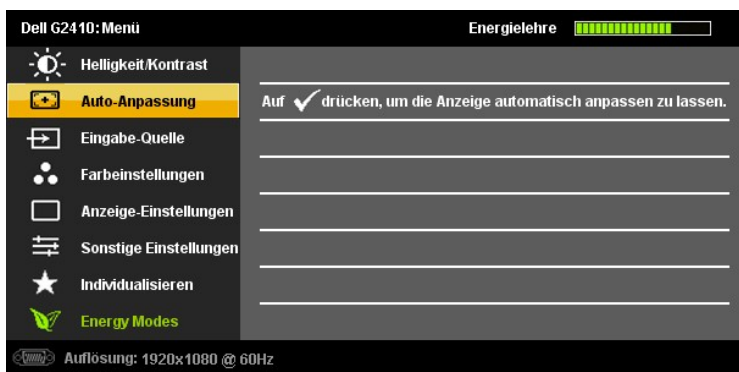 Dell G2410: Menü
Energielehre
Helligkeit/Kontrast
Auto-Anpassung
Auf ✓ drücken, um die Anzeige automatisch anpassen zu lassen.
Eingabe-Quelle
Farbeinstellungen
Anzeige-Einstellungen
Sonstige Einstellungen
Individualisieren
Energy Modes
Auflösung: 1920x1080 @ 60Hz